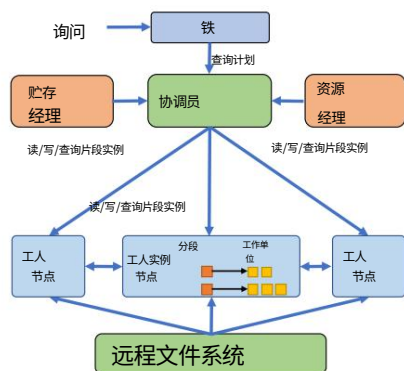 询问
铁
查询计划
贮存
经理
协调员
资源
经理
读/写/查询片段实例
读/写/查询片段实例
读/写/查询片段实例
工人
节点
工人实例
节点
分段
工作单
位
工人
节点
远程文件系统